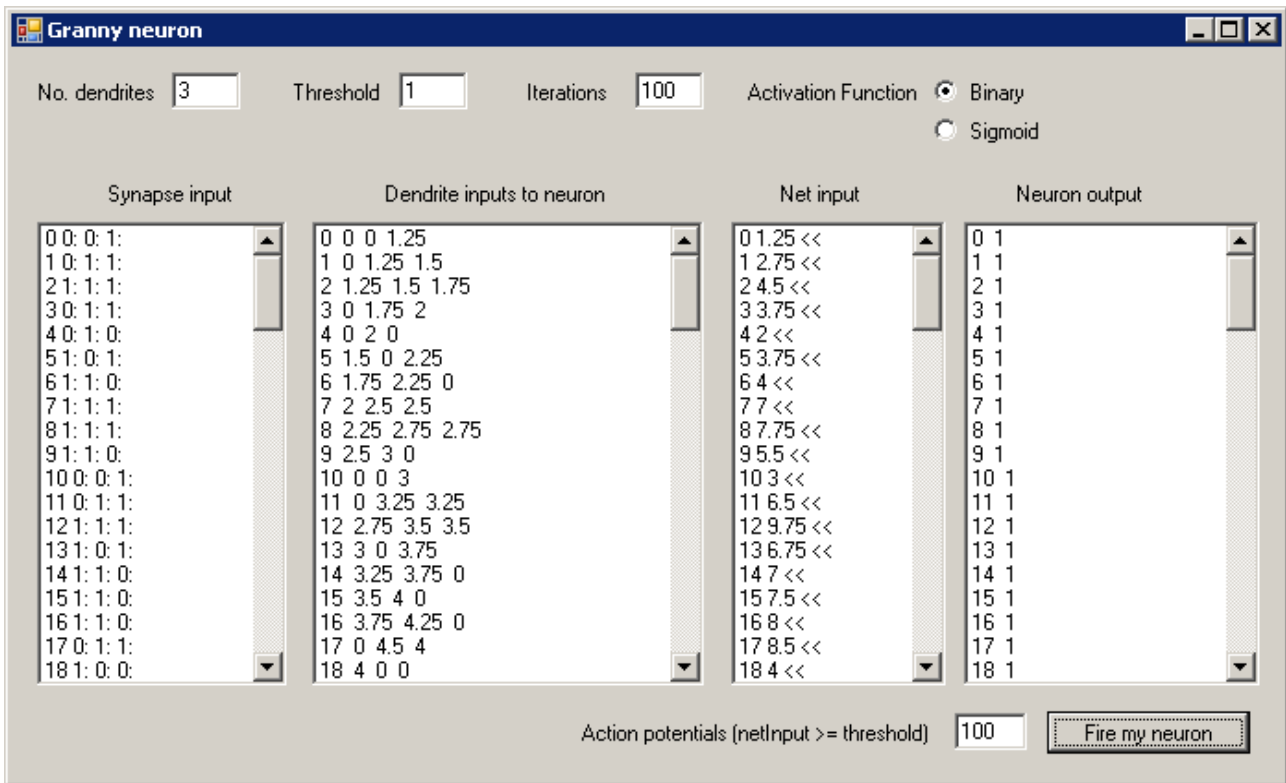 Granny neuron
No. dendrites 3 Threshold 1 Iterations 100 Activation Function Binary
Sigmoid
Synapse input Dendrite inputs to neuron Net input Neuron output
0 0: 0: 1:
1 0: 1: 1:
2 1: 1: 1:
3 0: 1: 1:
4 0: 1: 0:
5 1: 0: 1:
6 1: 1: 0:
7 1: 1: 1:
8 1: 1: 1:
9 1: 1: 0:
10 0: 0: 1:
11 0: 1: 1:
12 1: 1: 1:
13 1: 0: 1:
14 1: 1: 0:
15 1: 1: 0:
16 1: 1: 0:
17 0: 1: 1:
18 1: 0: 0:
0 0 0 1.25
1 0 1.25 1.5
2 1.25 1.5 1.75
3 0 1.75 2
4 0 2 0
5 1.5 0 2.25
6 1.75 2.25 0
7 2 2.5 2.5
8 2.25 2.75 2.75
9 2.5 3 0
10 0 0 3
11 0 3.25 3.25
12 2.75 3.5 3.5
13 3 0 3.75
14 3.25 3.75 0
15 3.5 4 0
16 3.75 4.25 0
17 0 4.5 4
18 4 0 0
0 1.25 <<
1 2.75 <<
2 4.5 <<
3 3.75 <<
4 2 <<
5 3.75 <<
6 4 <<
7 7 <<
8 7.75 <<
9 5.5 <<
10 3 <<
11 6.5 <<
12 9.75 <<
13 6.75 <<
14 7 <<
15 7.5 <<
16 8 <<
17 8.5 <<
18 4 <<
0 1
1 1
2 1
3 1
4 1
5 1
6 1
7 1
8 1
9 1
10 1
11 1
12 1
13 1
14 1
15 1
16 1
17 1
18 1
Action potentials (netInput >= threshold) 100 Fire my neuron